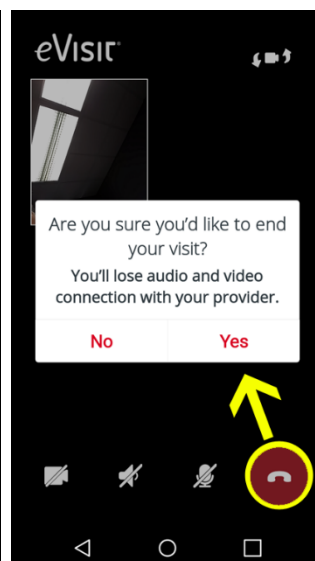 eVisit
Are you sure you'd like to end
your visit?
You'll lose audio and video
connection with your provider.
No Yes